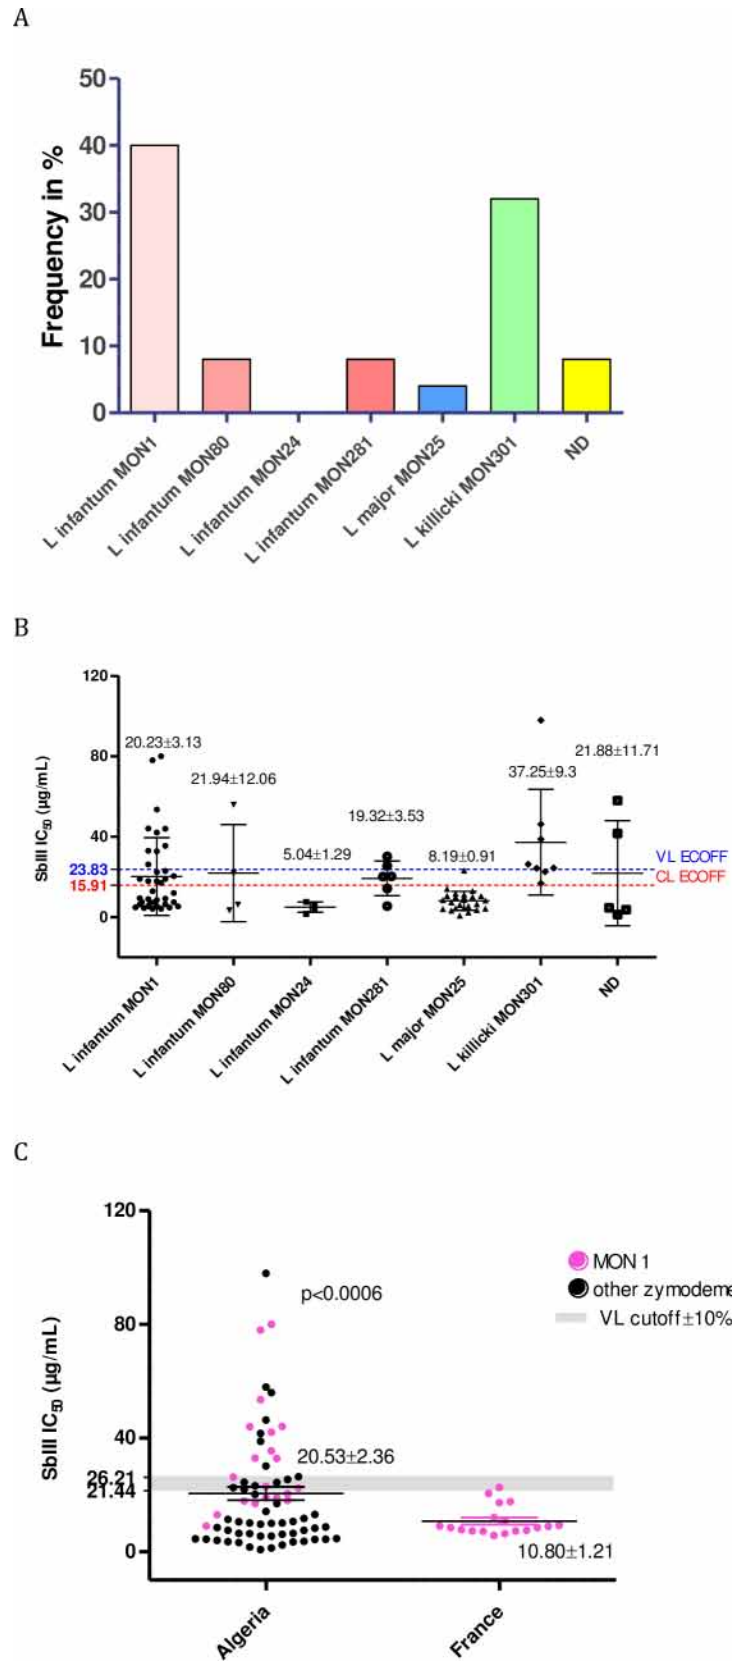 A
50
40
30
20
10
0
Frequency in %
L infantum MON1
L infantum MON80
L infantum MON24
L infantum MON281
L major MON25
L killicki MON301
ND
B
120
80
40
23.83
15.91
0
SbIII IC50 (µg/mL)
20.23±3.13
21.94±12.06
5.04±1.29
19.32±3.53
8.19±0.91
37.25±9.3
21.88±11.71
VL ECOFF
CL ECOFF
L infantum MON1
L infantum MON80
L infantum MON24
L infantum MON281
L major MON25
L killicki MON301
ND
C
120
80
40
26.21
21.44
0
SbIII IC50 (µg/mL)
p<0.0006
MON 1
other zymodeme
VL cutoff±10%
20.53±2.36
10.80±1.21
Algeria
France